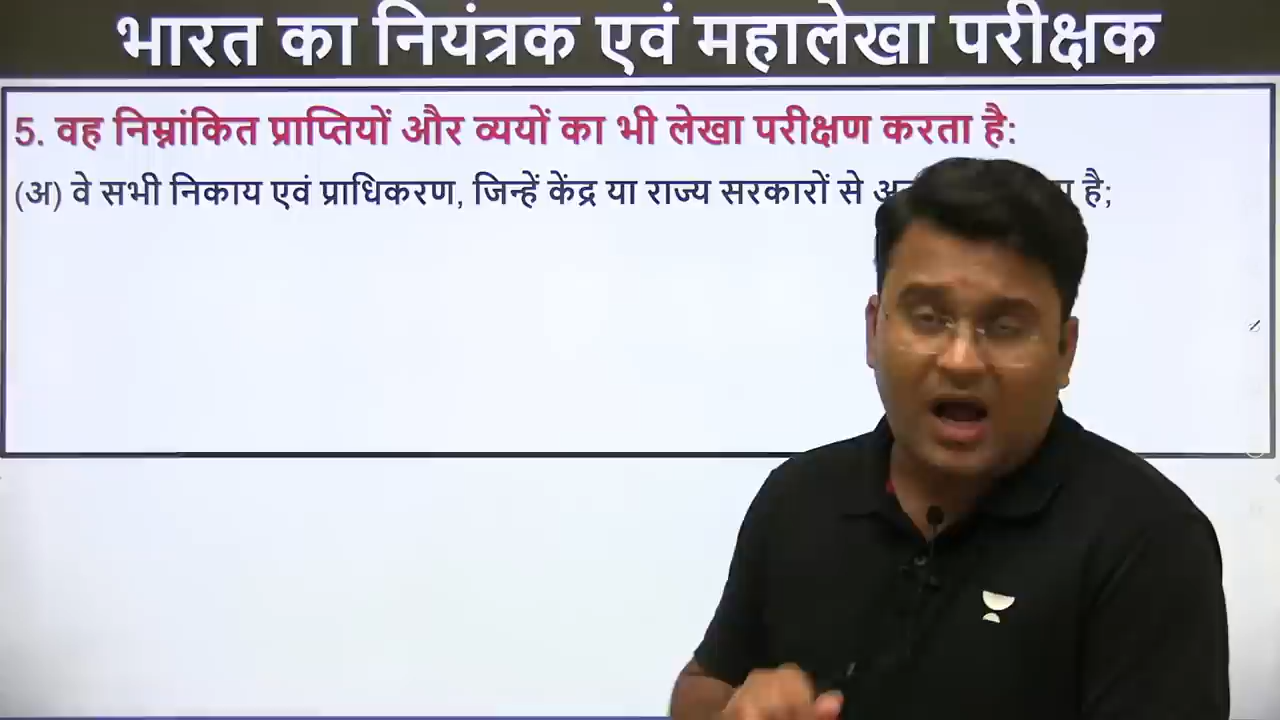 भारत का नियंत्रक एवं महालेखा परीक्षक
5. वह निम्नांकित प्राप्तियों और व्ययों का भी लेखा परीक्षण करता है:
(अ) वे सभी निकाय एवं प्राधिकरण, जिन्हें केंद्र या राज्य सरकारों से है;